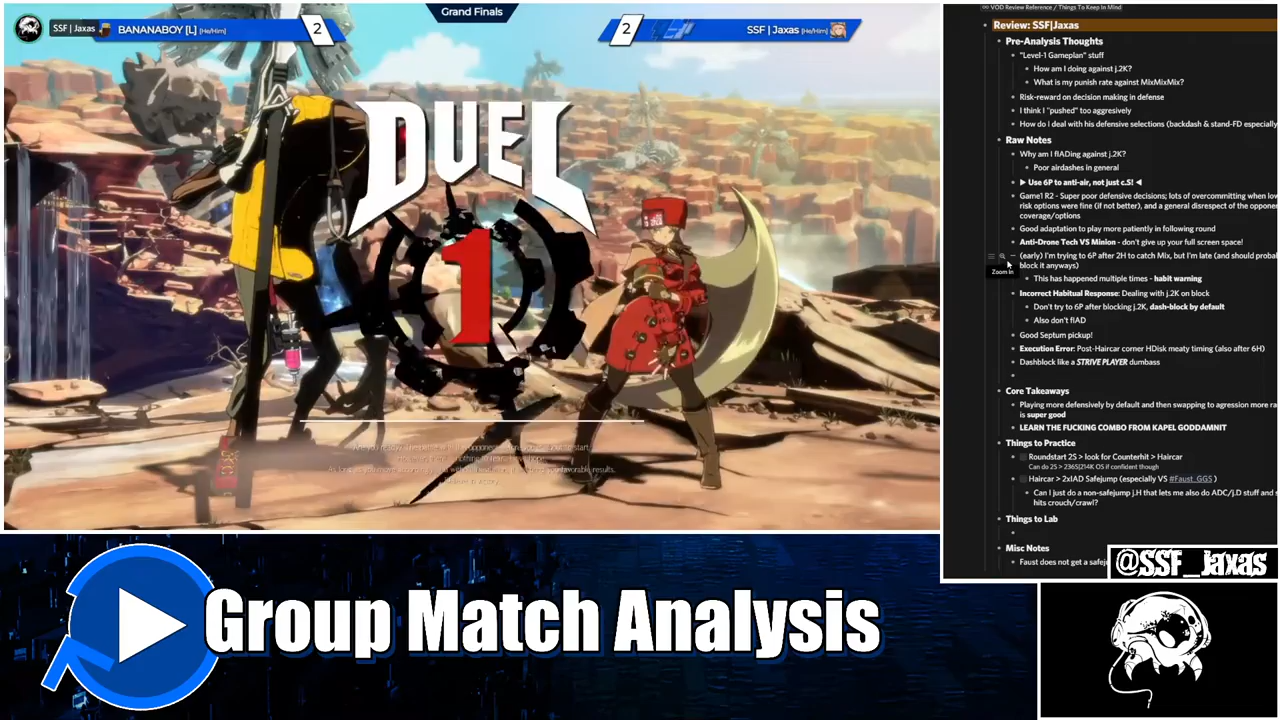 Grand Finals
SSF | Jaxas
BANANABOY [L] [He/Him]
2
2
SSF | Jaxas [He/Him]
DUEL
1
VOD Review Reference / Things To Keep In Mind
Review: SSF|Jaxas
Pre-Analysis Thoughts
"Level-1 Gameplan" stuff
How am I doing against j.2K?
What is my punish rate against MixMixMix?
Risk-reward on decision making in defense
I think I "pushed" too aggresively
How do I deal with his defensive selections (backdash & stand-FD especially
Raw Notes
Why am I fIADing against j.2K?
Poor airdashes in general
▶ Use 6P to anti-air, not just c.S! ◀
Game1 R2 - Super poor defensive decisions; lots of overcommitting when low
risk options were fine (if not better), and a general disrespect of the oppone
coverage/options
Good adaptation to play more patiently in following round
Anti-Drone Tech VS Minion - don't give up your full screen space!
(early) I'm trying to 6P after 2H to catch Mix, but I'm late (and should probal
block it anyways)
Zoom In
This has happened multiple times - habit warning
Incorrect Habitual Response: Dealing with j.2K on block
Don't try to 6P after blocking j.2K, dash-block by default
Also don't fIAD
Good Septum pickup!
Execution Error: Post-Haircar corner HDisk meaty timing (also after 6H)
Dashblock like a STRIVE PLAYER dumbass
Core Takeaways
Playing more defensively by default and then swapping to agression more ra
is super good
LEARN THE FUCKING COMBO FROM KAPEL GODDAMNIT
Things to Practice
Roundstart 2S > look for Counterhit > Haircar
Can do 2S > 236S|214K OS if confident though
Haircar > 2xIAD Safejump (especially VS #Faust_GGS )
Can I just do a non-safejump j.H that lets me also do ADC/j.D stuff and s
hits crouch/crawl?
Things to Lab
Misc Notes
Faust does not get a safej
@SSF_Jaxas
Group Match Analysis